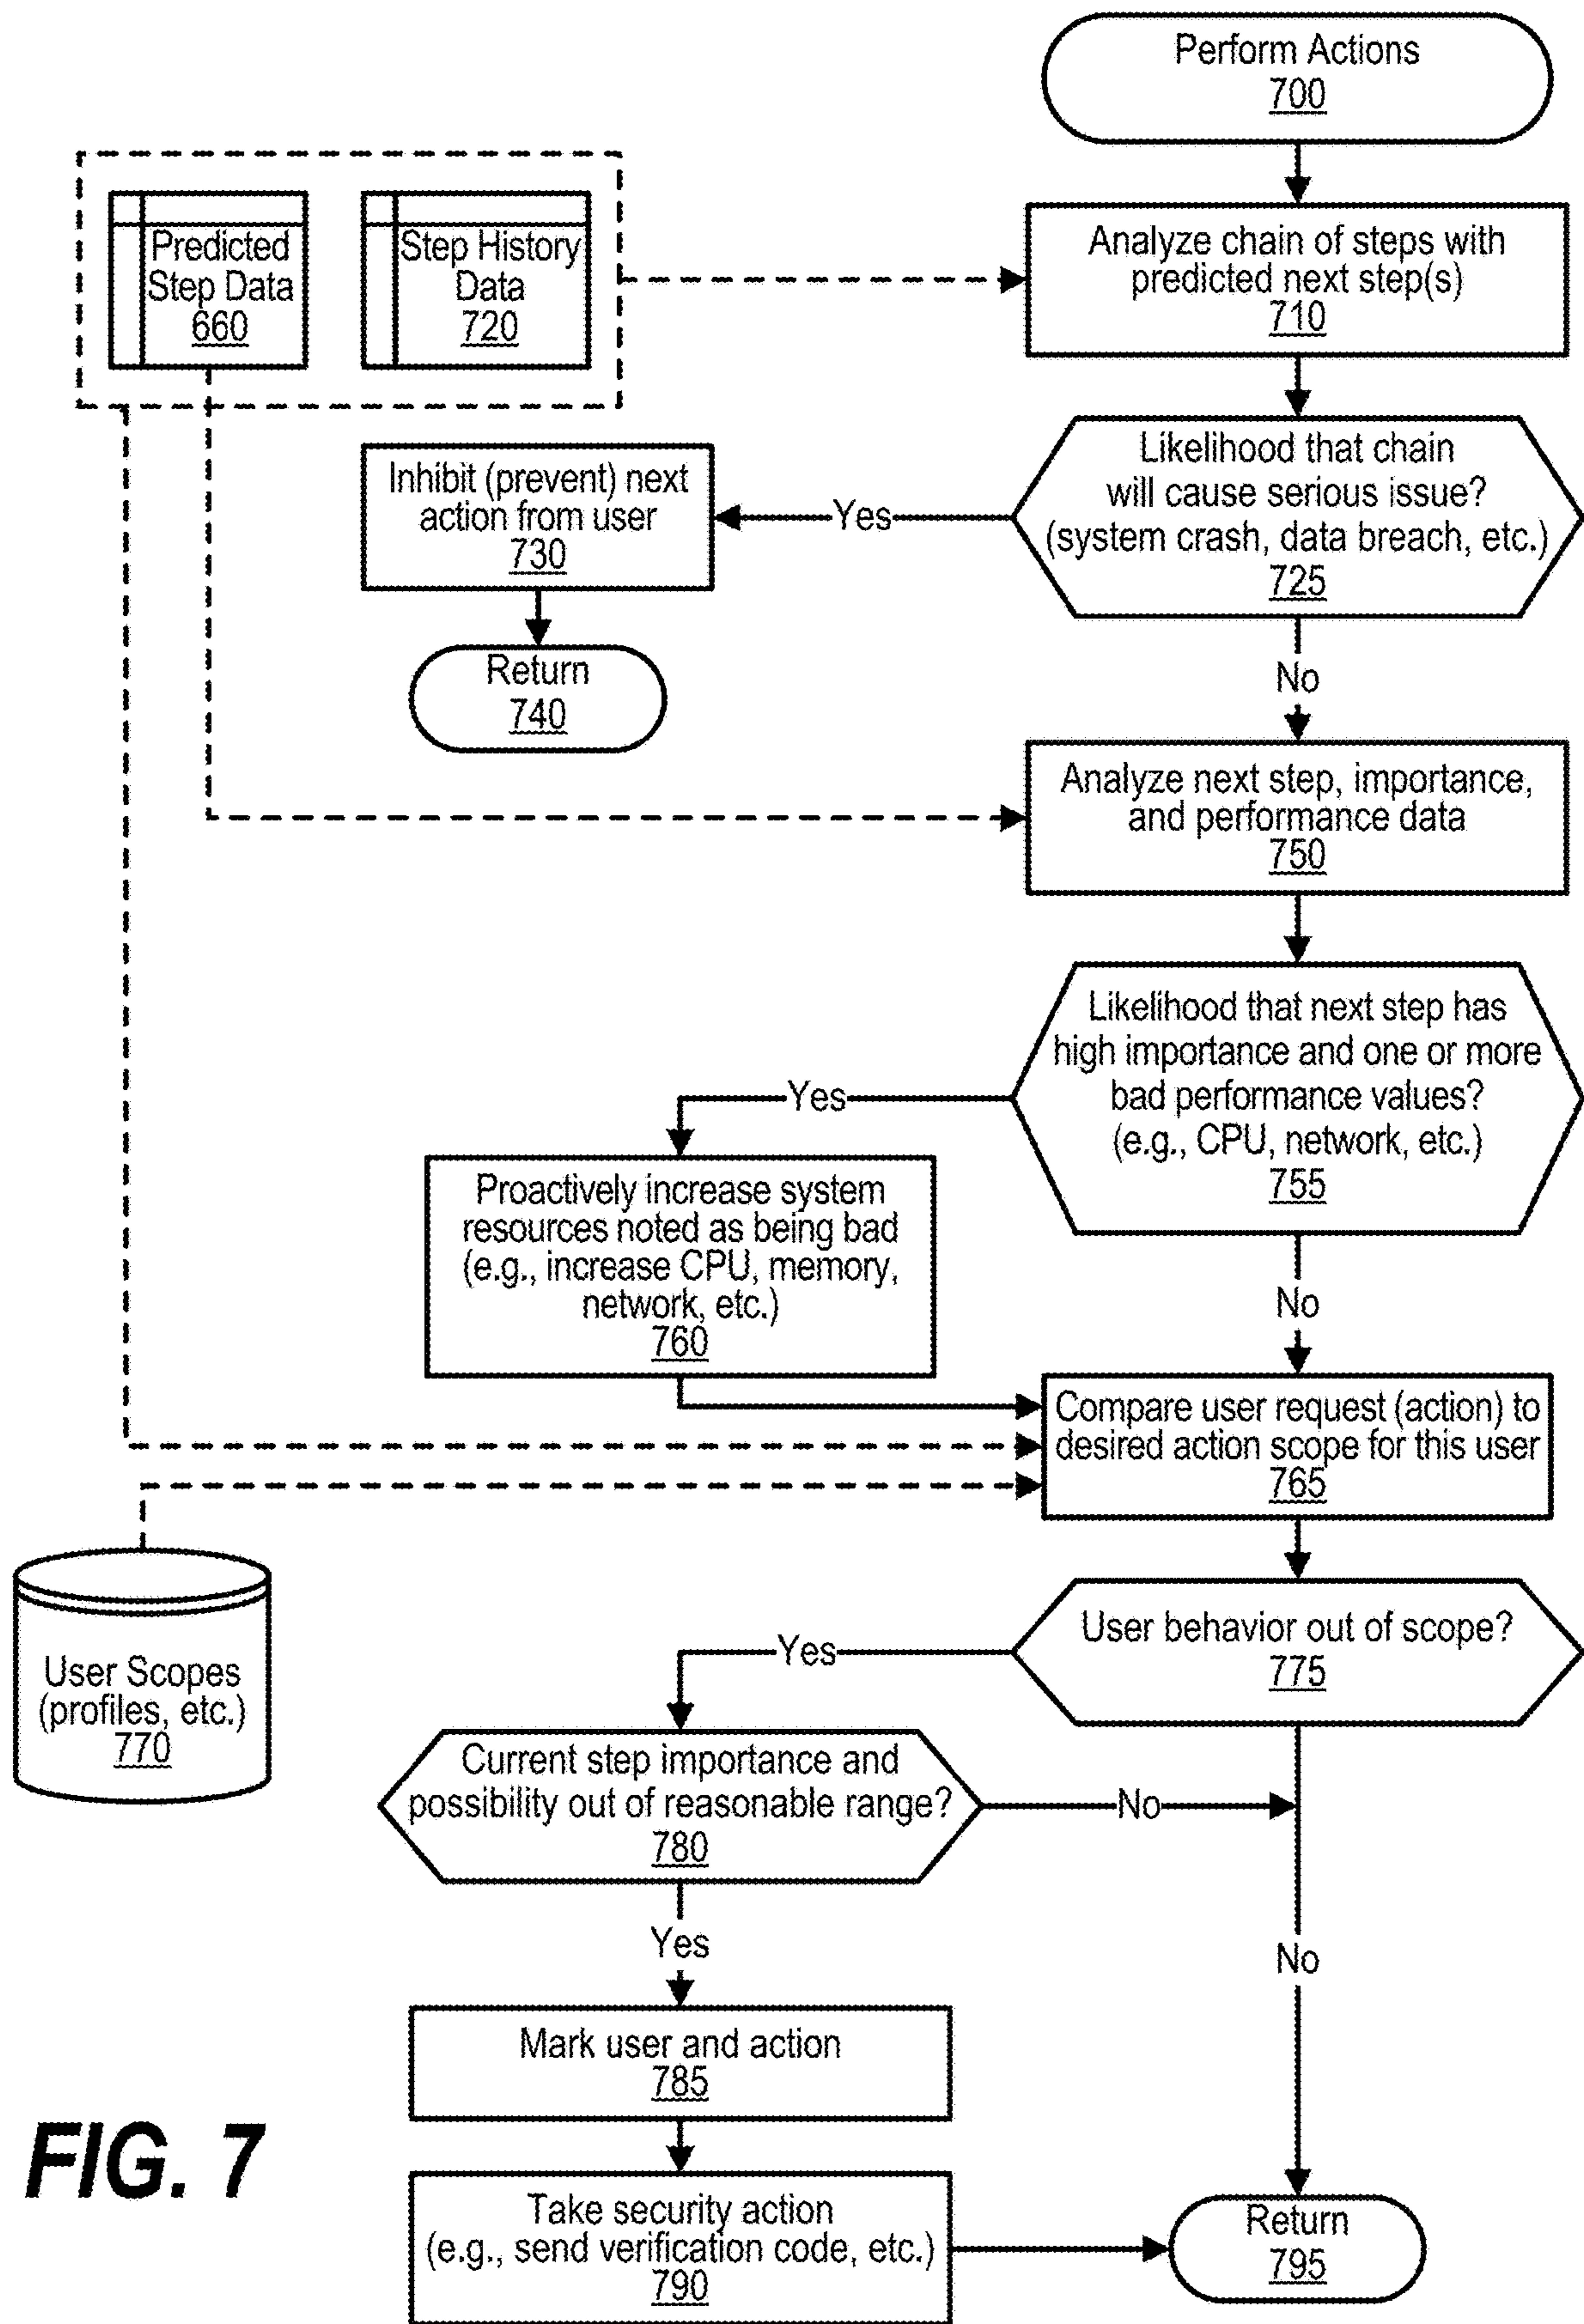 Perform Actions
700
Predicted
Step Data
660
Step History
Data
720
Analyze chain of steps with
predicted next step(s)
710
Likelihood that chain
will cause serious issue?
(system crash, data breach, etc.)
725
Yes
Inhibit (prevent) next
action from user
730
Return
740
No
Analyze next step, importance,
and performance data
750
Likelihood that next step has
high importance and one or more
bad performance values?
(e.g., CPU, network, etc.)
755
Yes
Proactively increase system
resources noted as being bad
(e.g., increase CPU, memory,
network, etc.)
760
No
Compare user request (action) to
desired action scope for this user
765
User Scopes
(profiles, etc.)
770
User behavior out of scope?
775
Yes
Current step importance and
possibility out of reasonable range?
780
No
Yes
No
Mark user and action
785
Take security action
(e.g., send verification code, etc.)
790
Return
795
FIG. 7